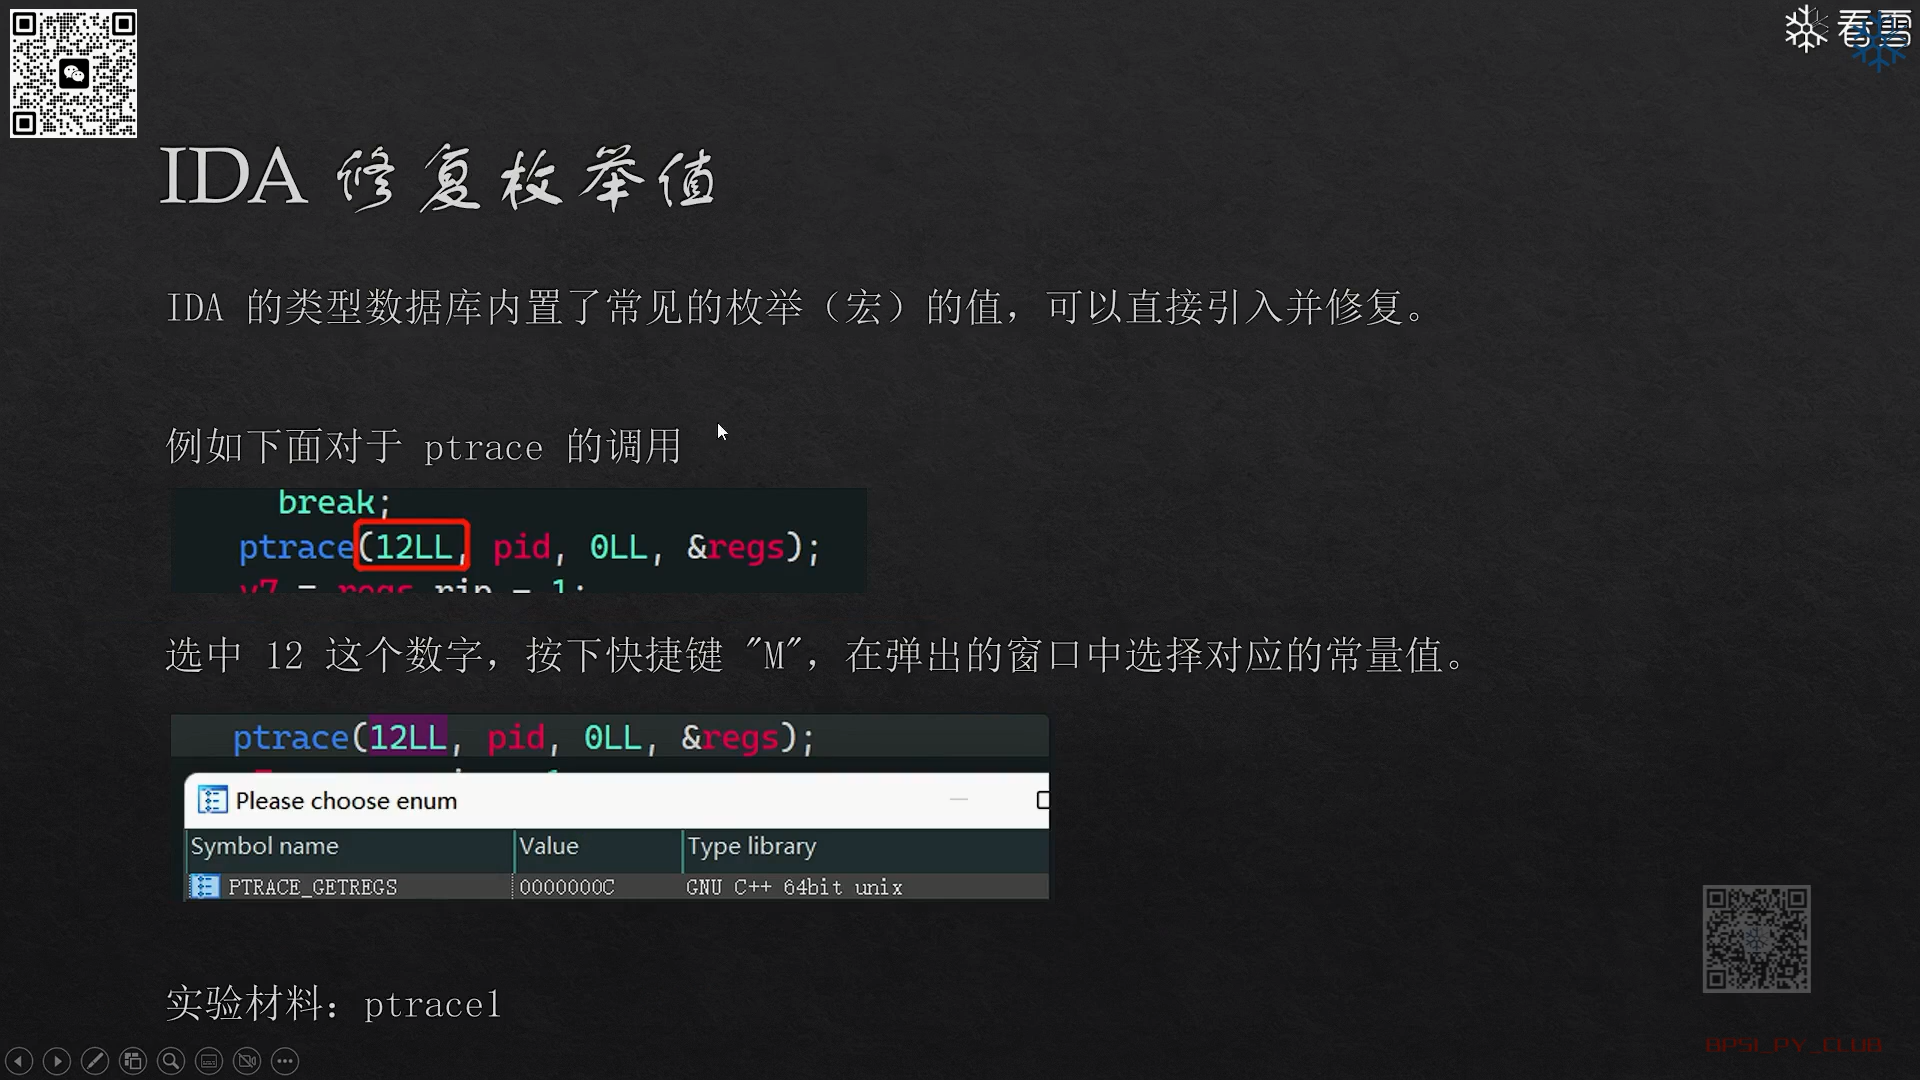 看雪
IDA 修复枚举值
IDA 的类型数据库内置了常见的枚举（宏）的值，可以直接引入并修复。
例如下面对于 ptrace 的调用
break;
ptrace(12LL, pid, 0LL, &regs);
v7 = regs.rip - 1;
选中 12 这个数字，按下快捷键 "M"，在弹出的窗口中选择对应的常量值。
ptrace(12LL, pid, 0LL, &regs);
Please choose enum
Symbol name Value Type library
PTRACE_GETREGS 0000000C GNU C++ 64bit unix
实验材料：ptrace1